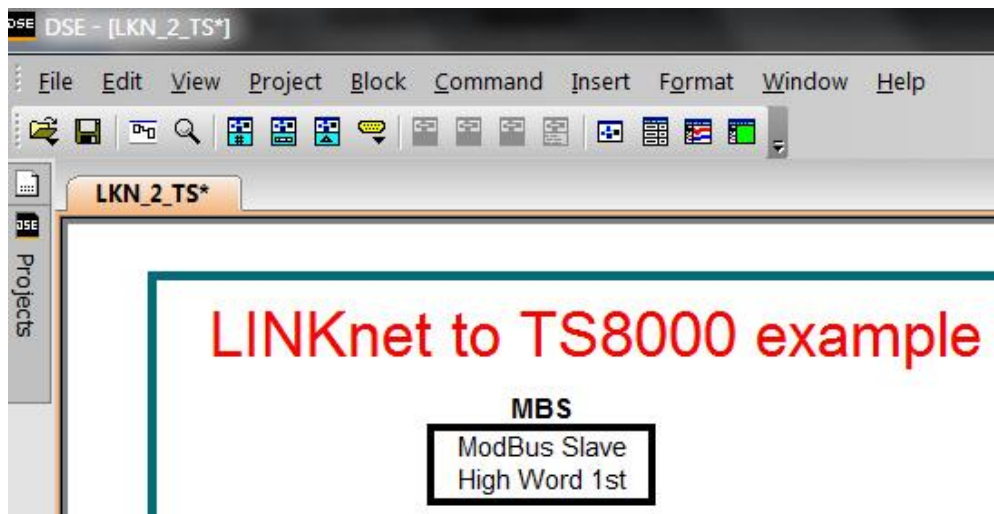 DSE DSE - [LKN_2_TS*]
File Edit View Project Block Command Insert Format Window Help
LKN_2_TS*
DSE
Projects
LINKnet to TS8000 example
MBS
ModBus Slave
High Word 1st